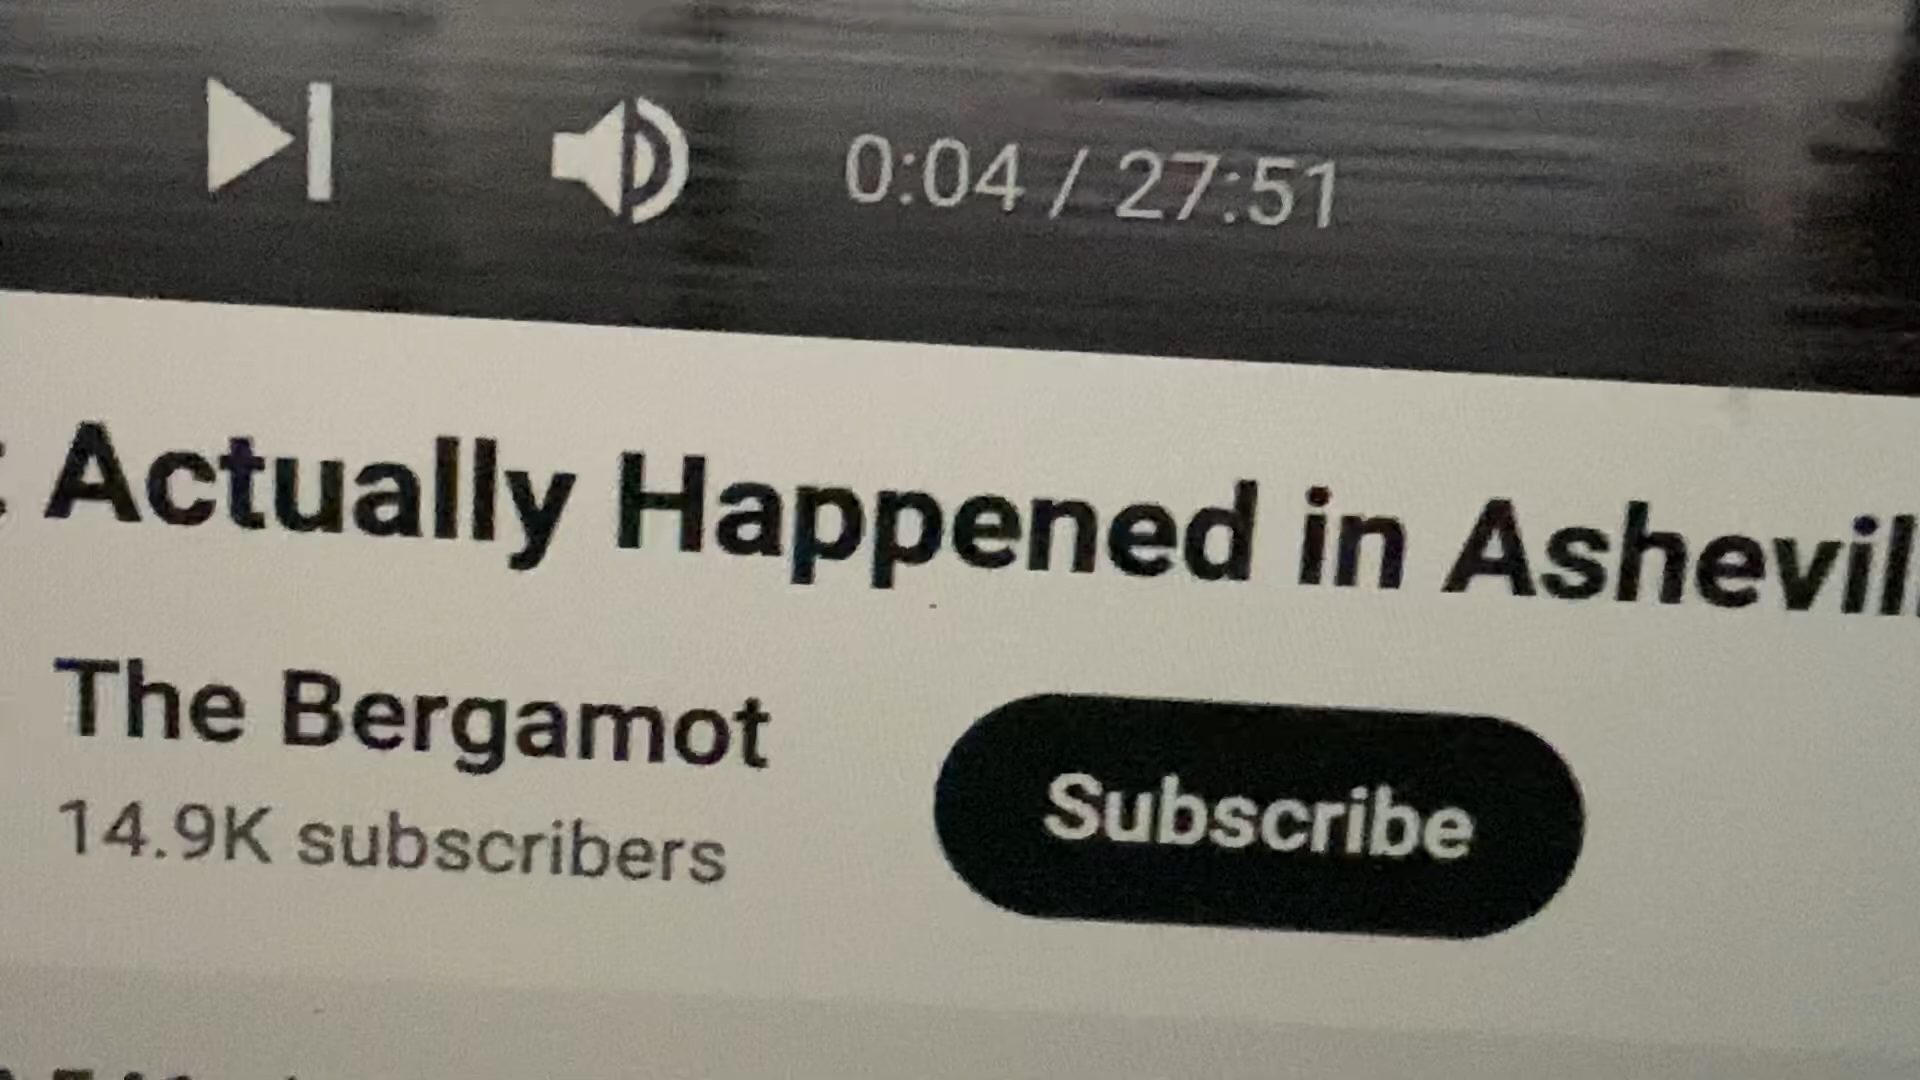 0:04 / 27:51
Actually Happened in Ashevil
The Bergamot
14.9K subscribers
Subscribe